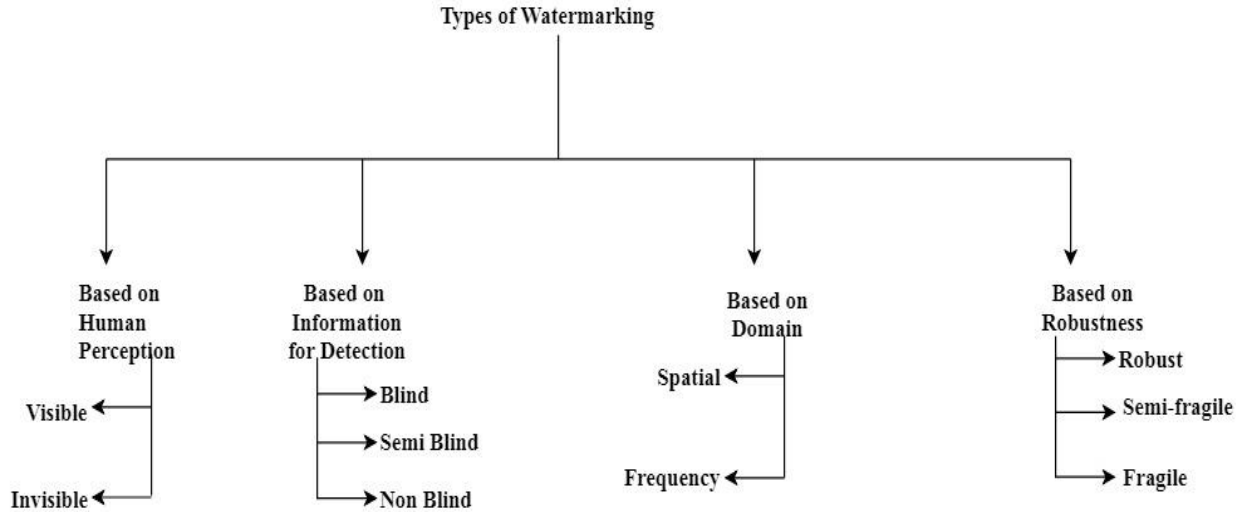 Types of Watermarking
Based on
Human
Perception
Visible
Invisible
Based on
Information
for Detection
Blind
Semi Blind
Non Blind
Based on
Domain
Spatial
Frequency
Based on
Robustness
Robust
Semi-fragile
Fragile